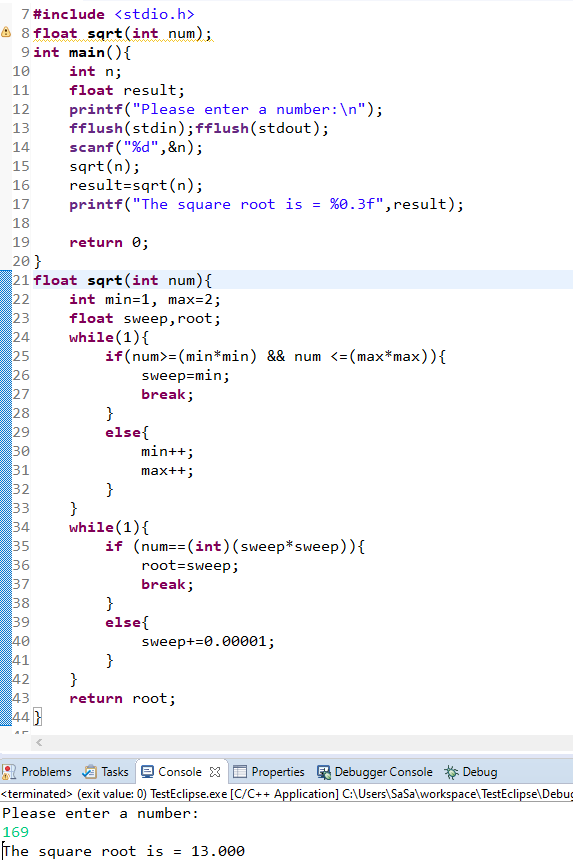 7 #include <stdio.h>
8 float sqrt(int num);
9 int main(){
10     int n;
11     float result;
12     printf("Please enter a number:\n");
13     fflush(stdin);fflush(stdout);
14     scanf("%d",&n);
15     sqrt(n);
16     result=sqrt(n);
17     printf("The square root is = %0.3f",result);
18
19     return 0;
20 }
21 float sqrt(int num){
22     int min=1, max=2;
23     float sweep,root;
24     while(1){
25         if(num>=(min*min) && num <=(max*max)){
26             sweep=min;
27             break;
28         }
29         else{
30             min++;
31             max++;
32         }
33     }
34     while(1){
35         if (num==(int)(sweep*sweep)){
36             root=sweep;
37             break;
38         }
39         else{
40             sweep+=0.00001;
41         }
42     }
43     return root;
44 }
Problems Tasks Console Properties Debugger Console Debug
<terminated> (exit value: 0) TestEclipse.exe [C/C++ Application] C:\Users\SaSa\workspace\TestEclipse\Debug
Please enter a number:
169
The square root is = 13.000